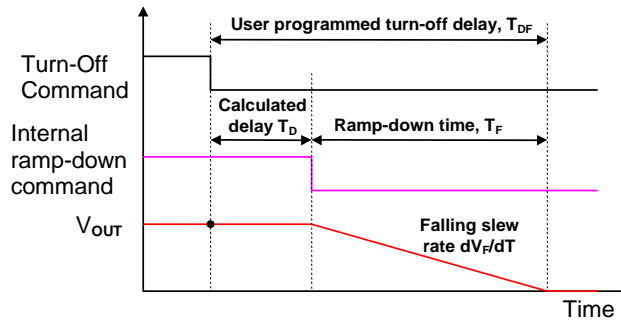 User programmed turn-off delay, TDF
Turn-Off
Command
Calculated
delay TD
Ramp-down time, TF
Internal
ramp-down
command
VOUT
Falling slew
rate dVF/dT
Time